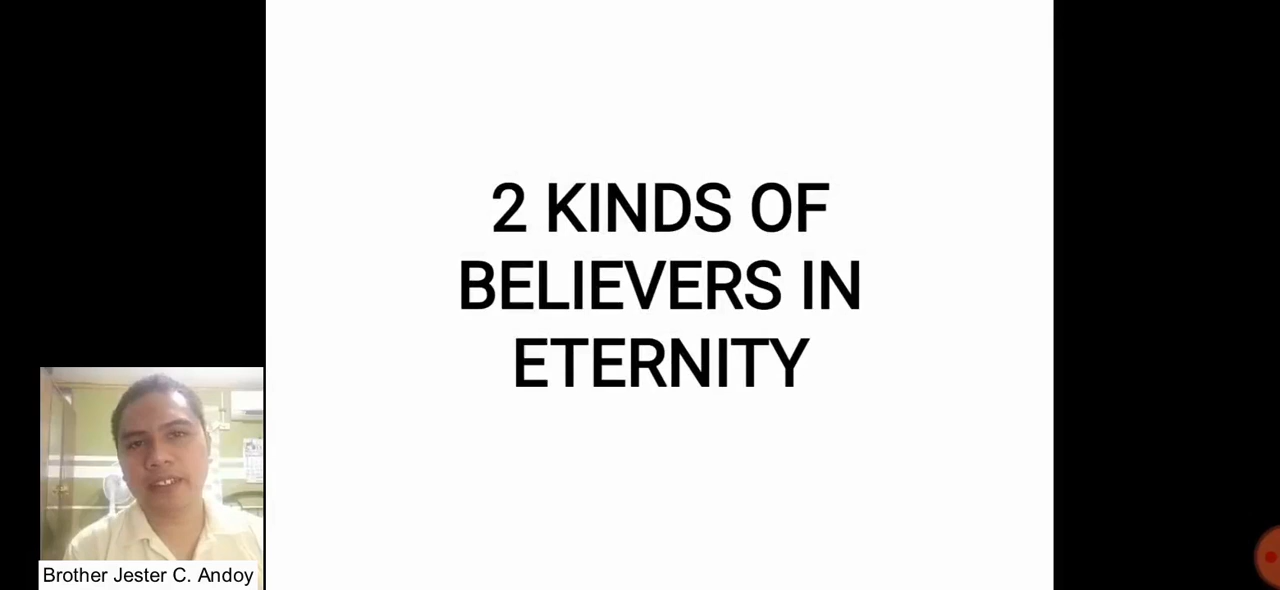 2 KINDS OF
BELIEVERS IN
ETERNITY
Brother Jester C. Andoy